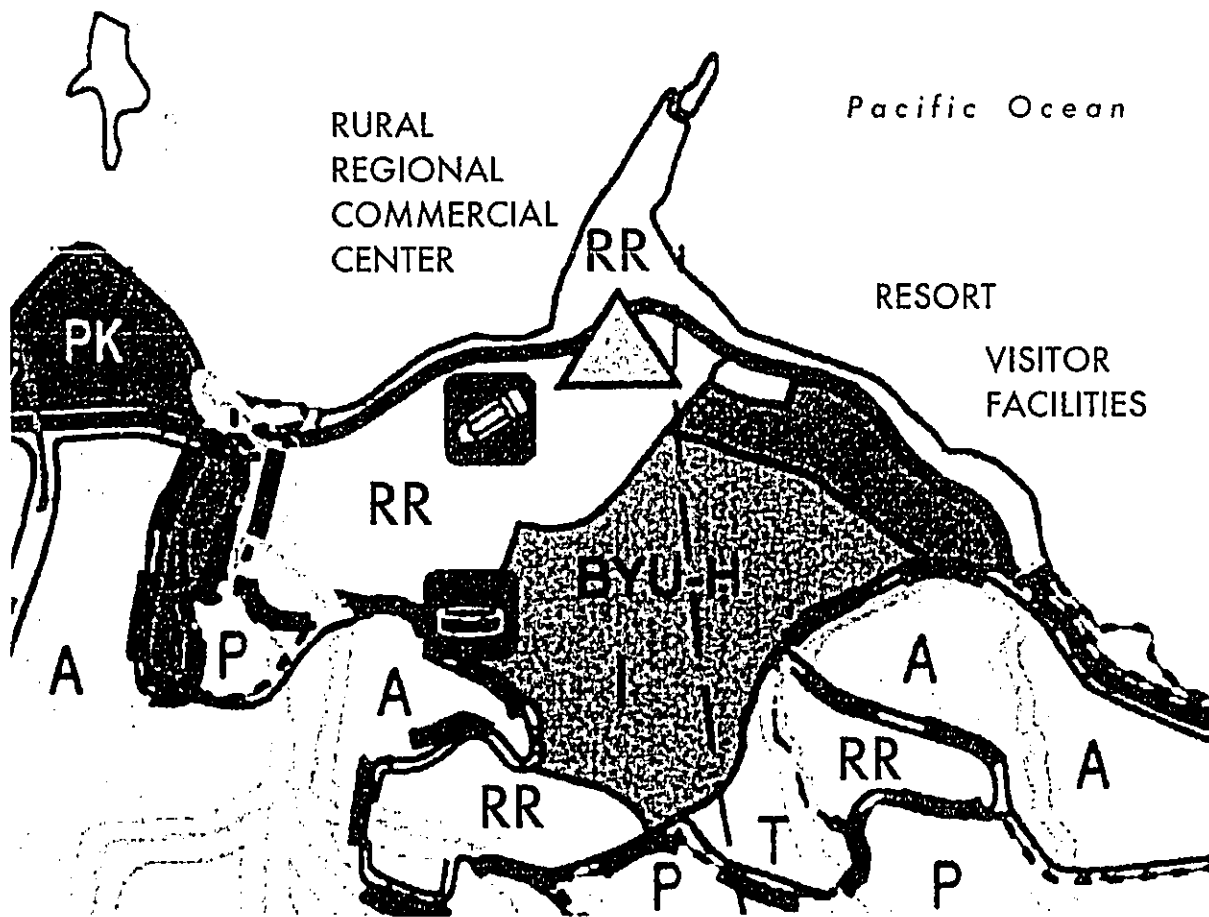 Pacific Ocean
RURAL
REGIONAL
COMMERCIAL
CENTER
RR
RESORT
VISITOR
FACILITIES
PK
RR
BYU-H
I
A
P
A
A
RR
A
RR
T
P
P